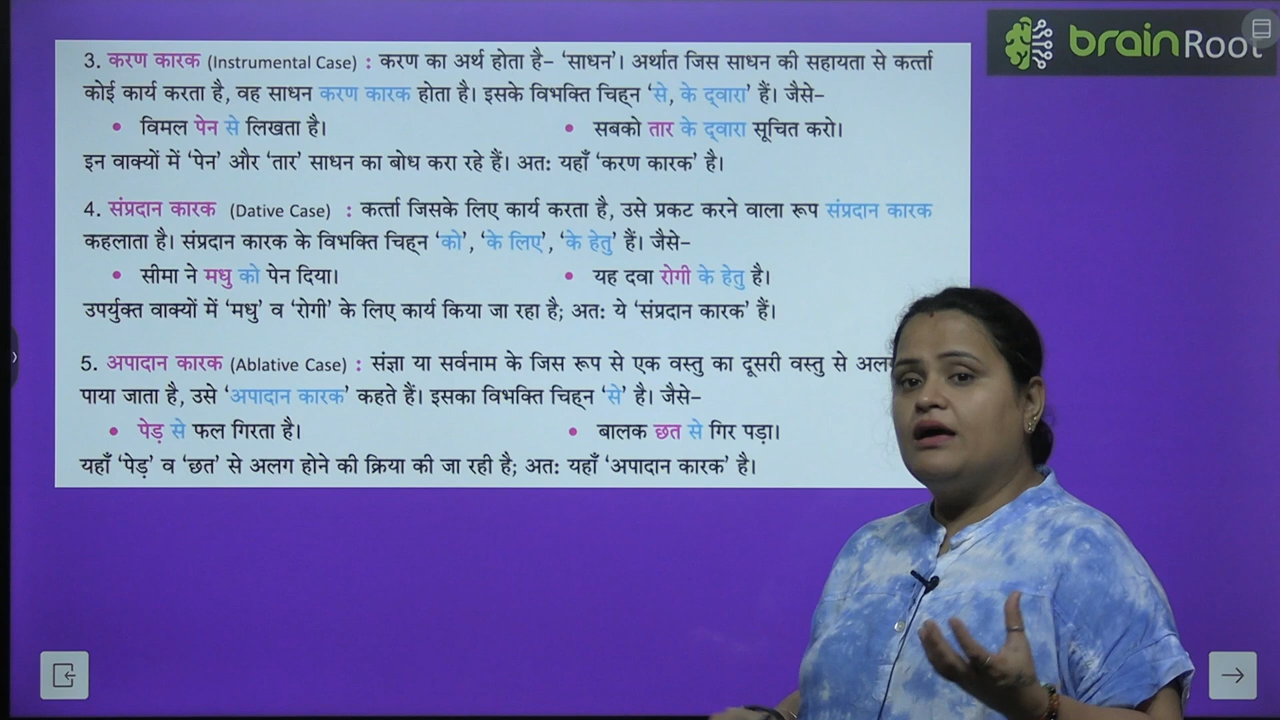 brainRoot
3. करण कारक (Instrumental Case) : करण का अर्थ होता है– ‘साधन’। अर्थात जिस साधन की सहायता से कर्त्ता
कोई कार्य करता है, वह साधन करण कारक होता है। इसके विभक्ति चिह्न ‘से, के द्वारा’ हैं। जैसे–
• विमल पेन से लिखता है। • सबको तार के द्वारा सूचित करो।
इन वाक्यों में ‘पेन’ और ‘तार’ साधन का बोध करा रहे हैं। अतः यहाँ ‘करण कारक’ है।
4. संप्रदान कारक (Dative Case) : कर्त्ता जिसके लिए कार्य करता है, उसे प्रकट करने वाला रूप संप्रदान कारक
कहलाता है। संप्रदान कारक के विभक्ति चिह्न ‘को’, ‘के लिए’, ‘के हेतु’ हैं। जैसे–
• सीमा ने मधु को पेन दिया। • यह दवा रोगी के हेतु है।
उपर्युक्त वाक्यों में ‘मधु’ व ‘रोगी’ के लिए कार्य किया जा रहा है; अतः ये ‘संप्रदान कारक’ हैं।
5. अपादान कारक (Ablative Case) : संज्ञा या सर्वनाम के जिस रूप से एक वस्तु का दूसरी वस्तु से
पाया जाता है, उसे ‘अपादान कारक’ कहते हैं। इसका विभक्ति चिह्न ‘से’ है। जैसे–
• पेड़ से फल गिरता है। • बालक छत से गिर पड़ा।
यहाँ ‘पेड़’ व ‘छत’ से अलग होने की क्रिया की जा रही है; अतः यहाँ ‘अपादान कारक’ है।